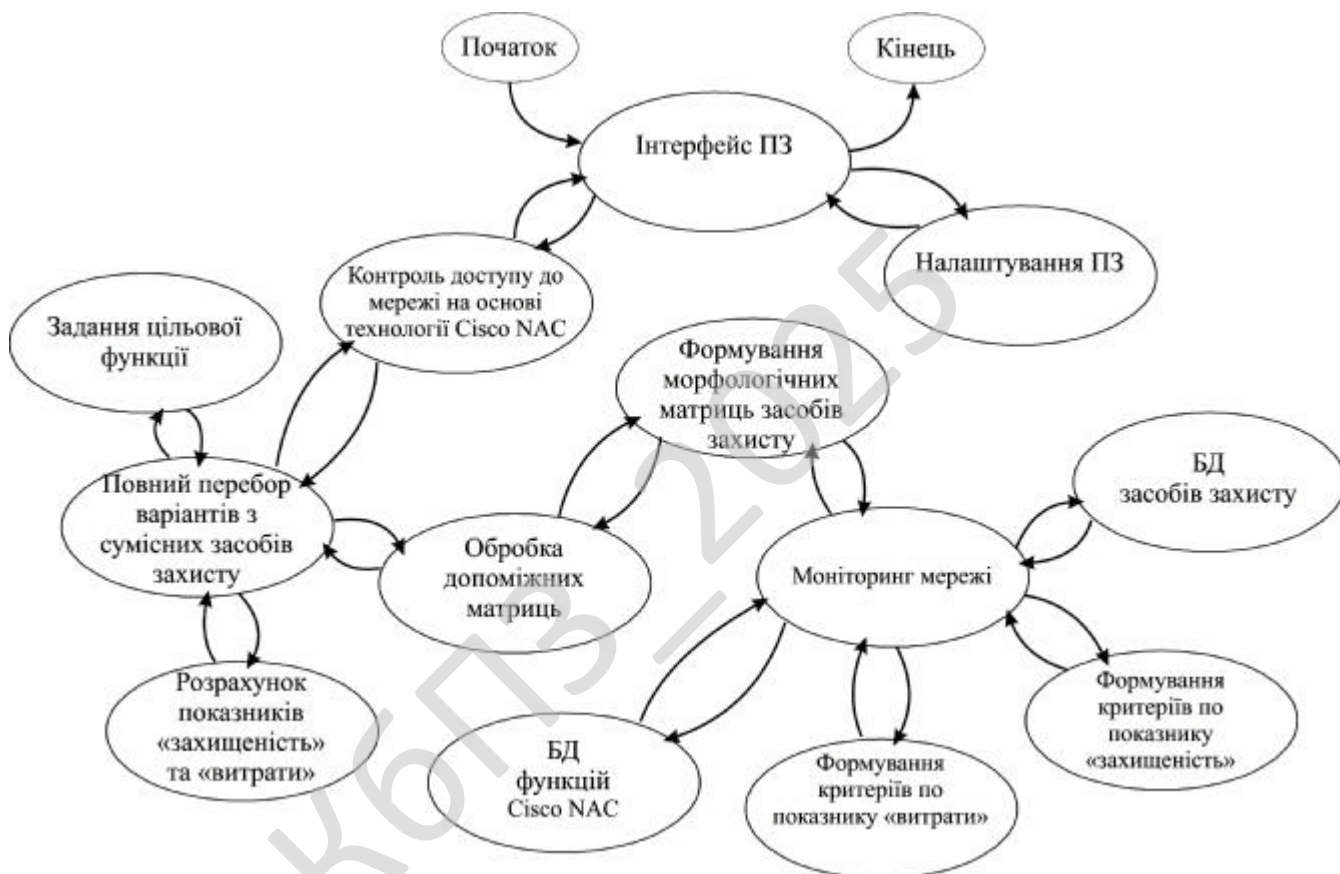 Початок
Кінець
Інтерфейс ПЗ
Налаштування ПЗ
Контроль доступу до
мережі на основі
технології Cisco NAC
Задання цільової
функції
Формування
морфологічних
матриць засобів
захисту
БД
засобів захисту
Повний перебор
варіантів з
сумісних засобів
захисту
Обробка
допоміжних
матриць
Моніторинг мережі
Розрахунок
показників
«захищеність»
та «витрати»
БД
функцій
Cisco NAC
Формування
критеріїв по
показнику «витрати»
Формування
критеріїв по
показнику
«захищеність»
КбПЗ_2025